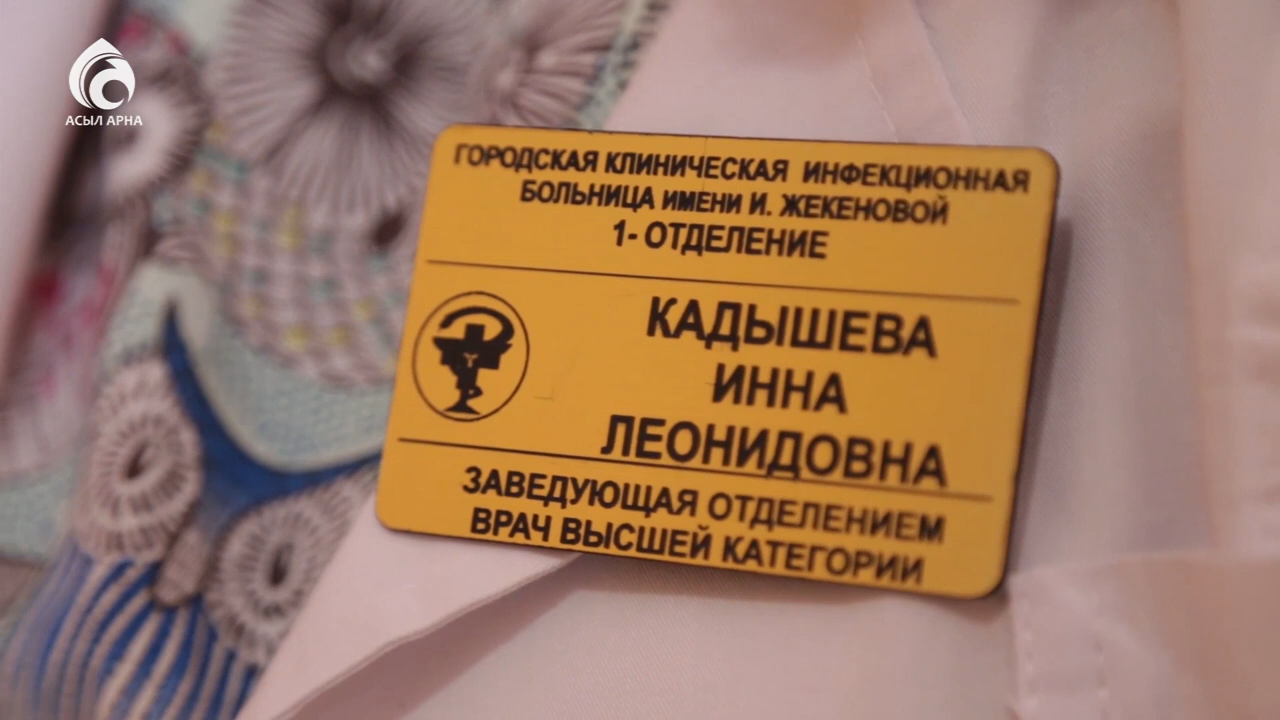 АСЫЛ АРНА
ГОРОДСКАЯ КЛИНИЧЕСКАЯ ИНФЕКЦИОННАЯ
БОЛЬНИЦА ИМЕНИ И. ЖЕКЕНОВОЙ
1- ОТДЕЛЕНИЕ
КАДЫШЕВА
ИННА
ЛЕОНИДОВНА
ЗАВЕДУЮЩАЯ ОТДЕЛЕНИЕМ
ВРАЧ ВЫСШЕЙ КАТЕГОРИИ